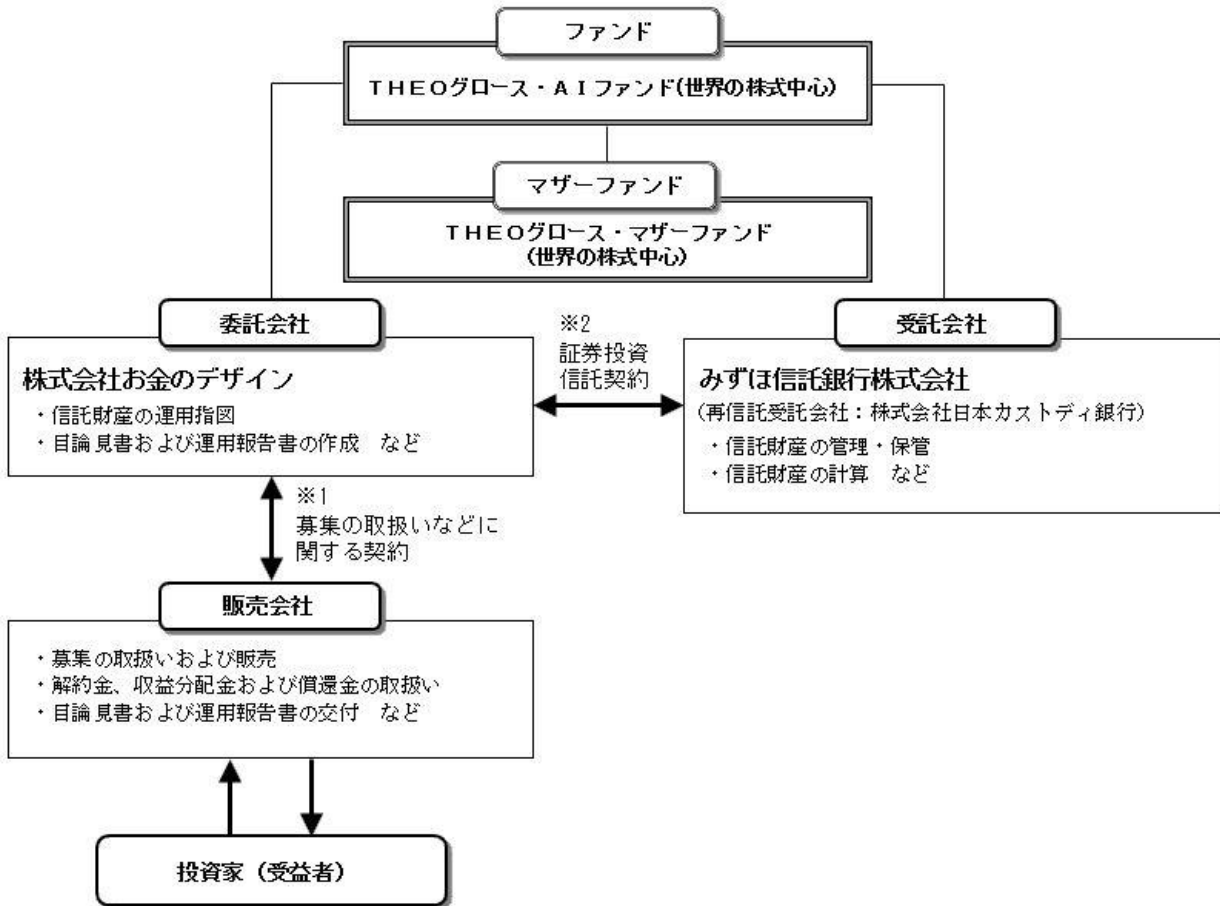 ファンド
THEOグロース・AIファンド(世界の株式中心)
マザーファンド
THEOグロース・マザーファンド
(世界の株式中心)
委託会社
株式会社お金のデザイン
・信託財産の運用指図
・目論見書および運用報告書の作成　など
※2
証券投資
信託契約
受託会社
みずほ信託銀行株式会社
(再信託受託会社：株式会社日本カストディ銀行)
・信託財産の管理・保管
・信託財産の計算　など
※1
募集の取扱いなどに
関する契約
販売会社
・募集の取扱いおよび販売
・解約金、収益分配金および償還金の取扱い
・目論見書および運用報告書の交付　など
投資家（受益者）